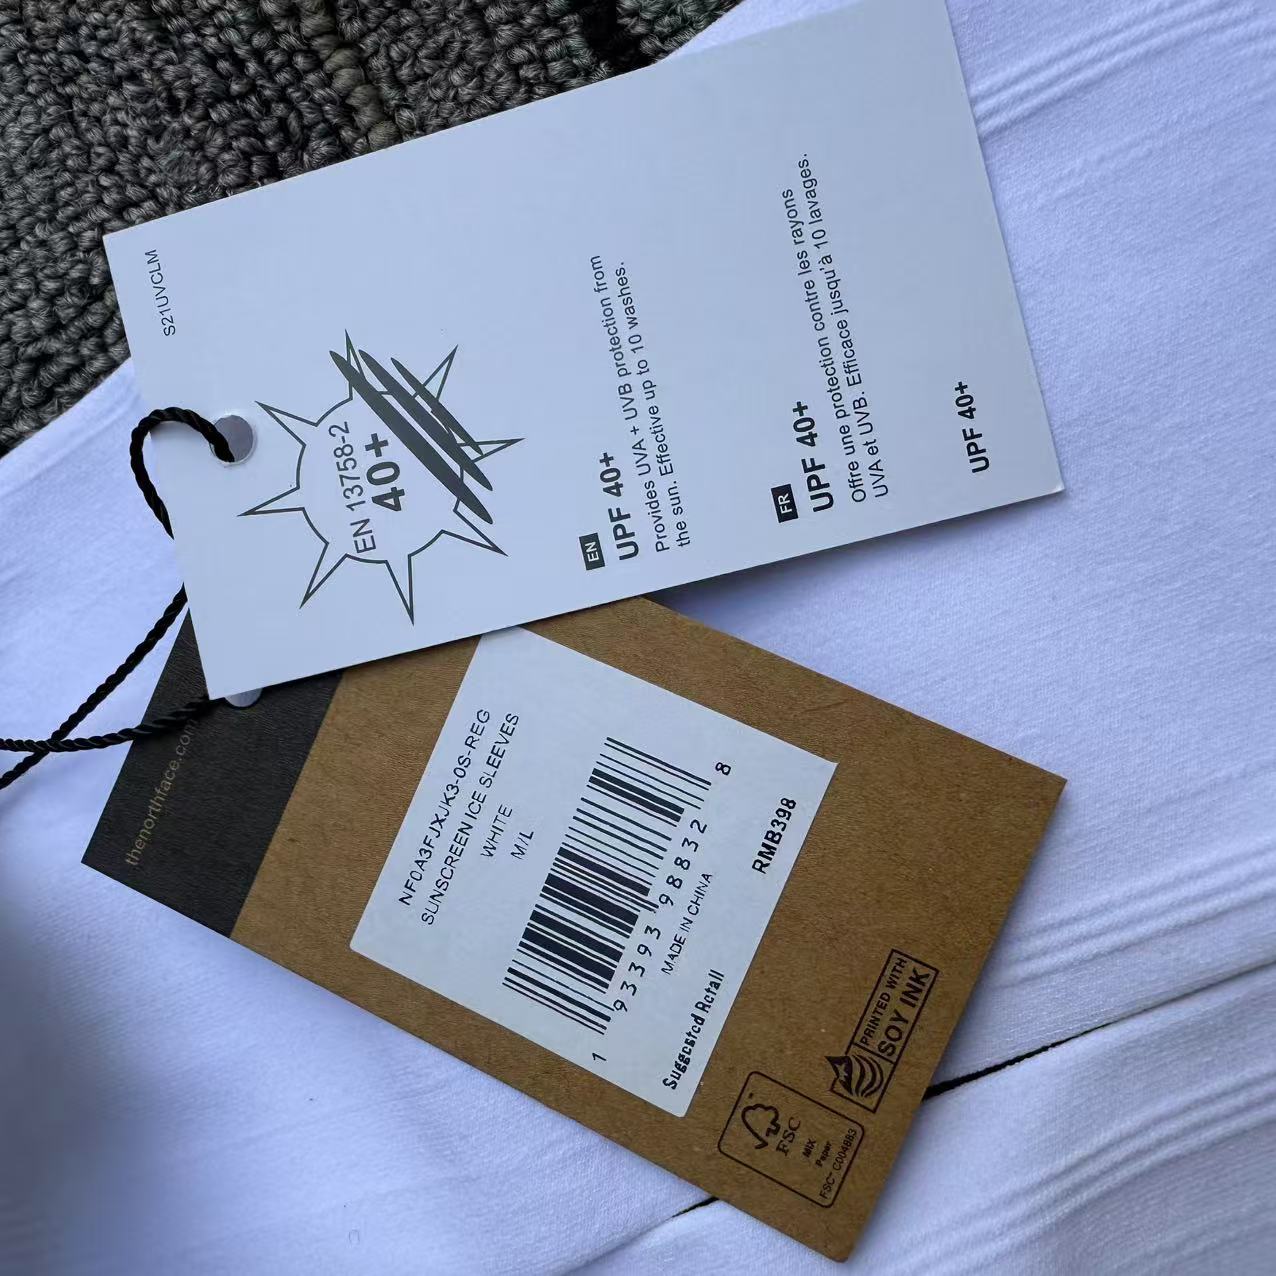 S21UVCLM
EN 13758-2
40+
EN
UPF 40+
Provides UVA + UVB protection from
the sun. Effective up to 10 washes.
FR
UPF 40+
Offre une protection contre les rayons
UVA et UVB. Efficace jusqu'à 10 lavages.
UPF 40+
thenorthface.com
NF0A3FJXJK3-0S-REG
SUNSCREEN ICE SLEEVES
WHITE
M/L
1 93393 98832 8
MADE IN CHINA
Suggested Retail RMB398
FSC
MIX
Paper
FSC™ C004883
PRINTED WITH
SOY INK